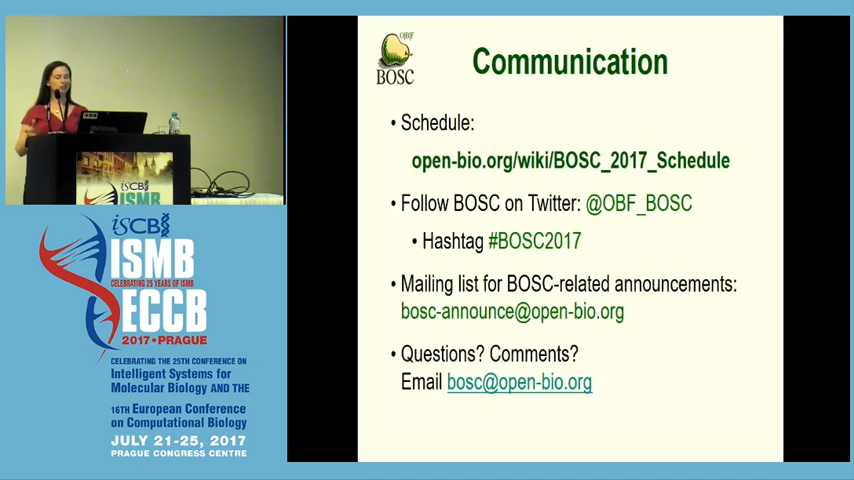 iSCB
ISMB
OBF
BOSC
Communication
• Schedule:
open-bio.org/wiki/BOSC_2017_Schedule
• Follow BOSC on Twitter: @OBF_BOSC
• Hashtag #BOSC2017
• Mailing list for BOSC-related announcements:
bosc-announce@open-bio.org
• Questions? Comments?
Email bosc@open-bio.org
iSCB
ISMB
CELEBRATING 25 YEARS OF ISMB
ECCB
2017 • PRAGUE
CELEBRATING THE 25TH CONFERENCE ON
Intelligent Systems for
Molecular Biology AND THE
16TH European Conference
on Computational Biology
JULY 21-25, 2017
PRAGUE CONGRESS CENTRE